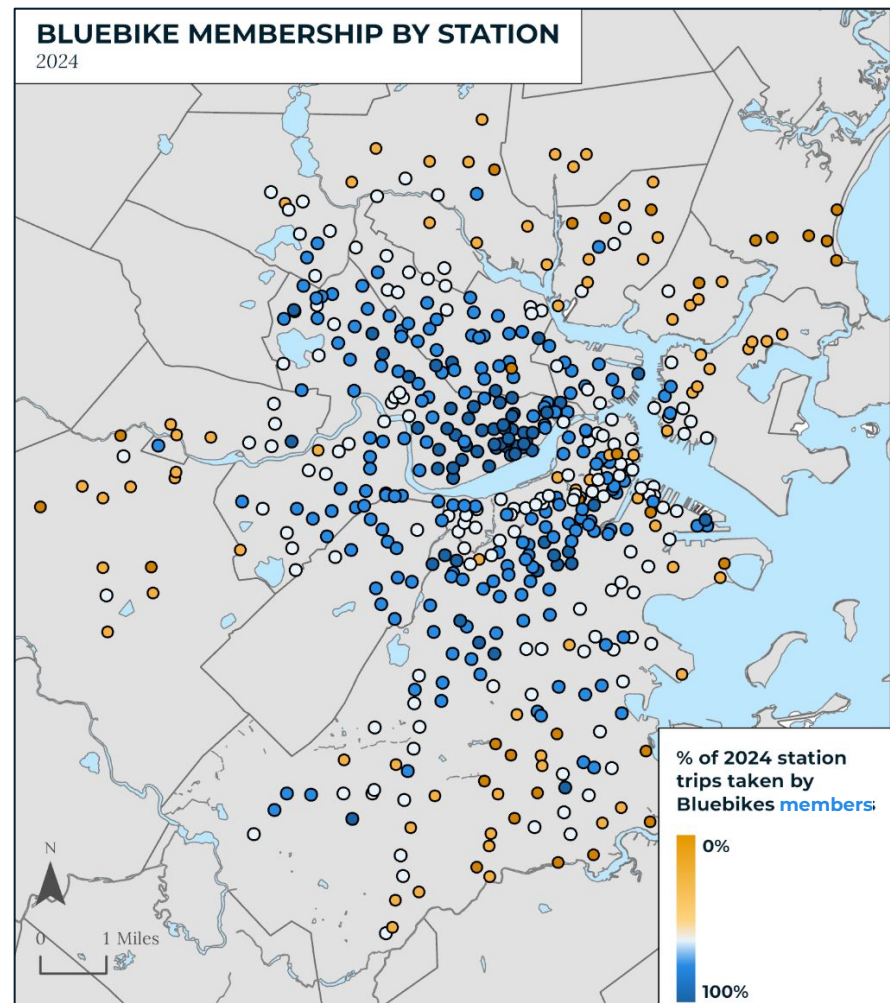 BLUEBIKE MEMBERSHIP BY STATION
2024
N
0 1 Miles
% of 2024 station
trips taken by
Bluebikes members
0%
100%